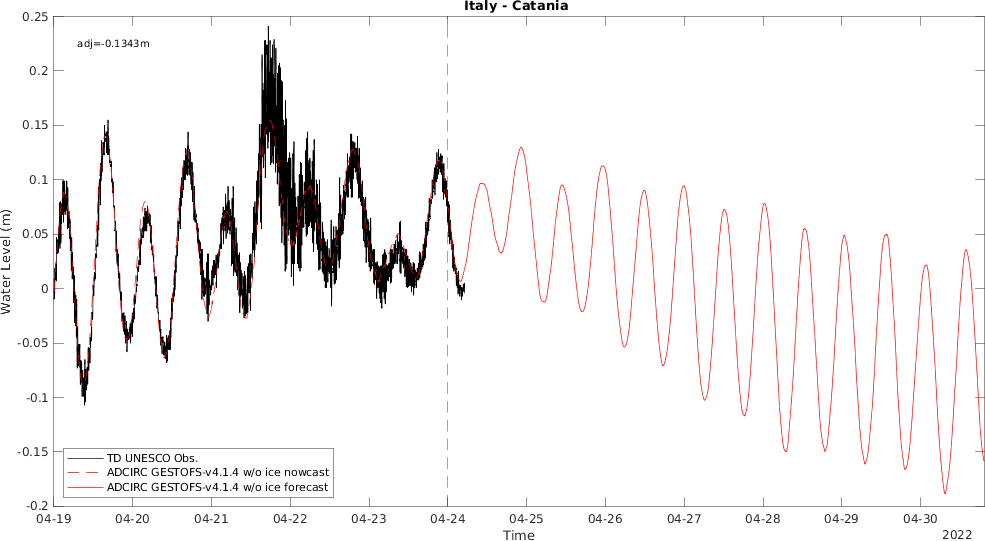 Italy - Catania
adj=-0.1343m
0.25
0.2
0.15
0.1
0.05
0
-0.05
-0.1
-0.15
-0.2
Water Level (m)
TD UNESCO Obs.
ADCIRC GESTOFS-v4.1.4 w/o ice nowcast
ADCIRC GESTOFS-v4.1.4 w/o ice forecast
04-19 04-20 04-21 04-22 04-23 04-24 04-25 04-26 04-27 04-28 04-29 04-30
Time
2022